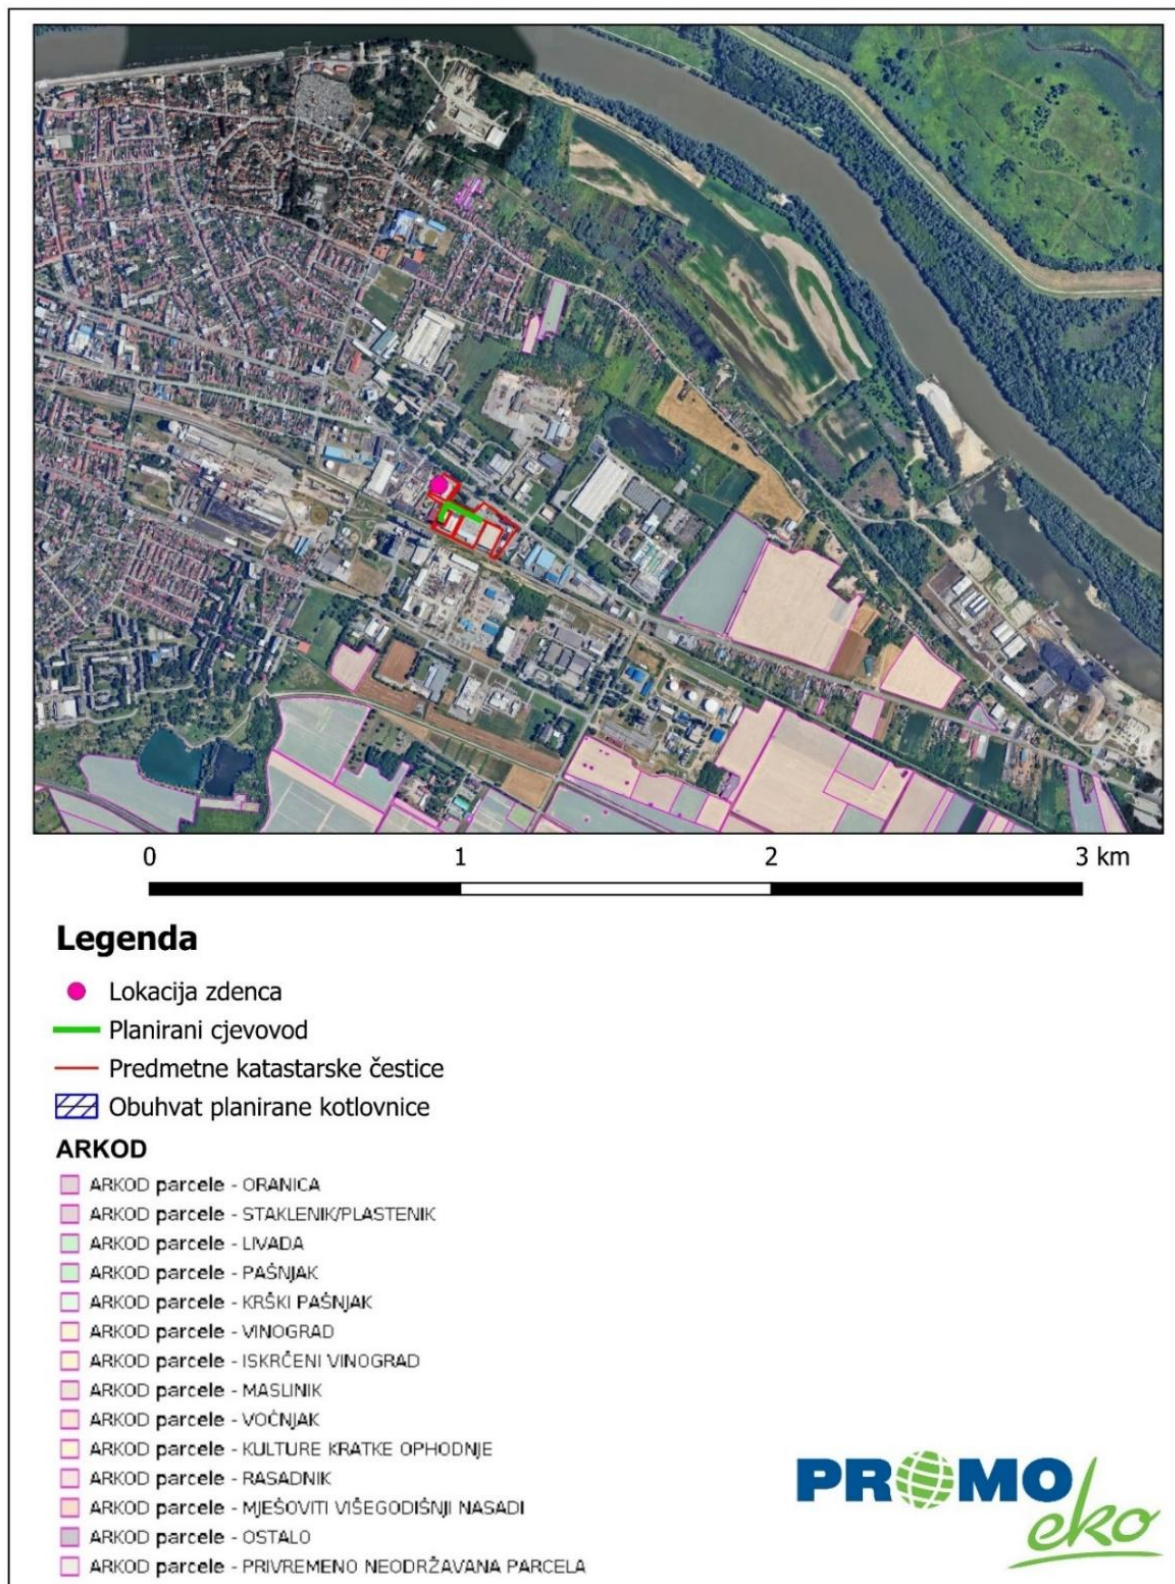 0 1 2 3 km
Legenda
Lokacija zdenca
Planirani cjevovod
Predmetne katastarske čestice
Obuhvat planirane kotlovnice
ARKOD
ARKOD parcele - ORANICA
ARKOD parcele - STAKLENIK/PLASTENIK
ARKOD parcele - LIVADA
ARKOD parcele - PAŠNJAK
ARKOD parcele - KRŠKI PAŠNJAK
ARKOD parcele - VINOGRAD
ARKOD parcele - ISKRČENI VINOGRAD
ARKOD parcele - MASLINIK
ARKOD parcele - VOĆNJAK
ARKOD parcele - KULTURE KRATKE OPHODNJE
ARKOD parcele - RASADNIK
ARKOD parcele - MJEŠOVITI VIŠEGODIŠNJI NASADI
ARKOD parcele - OSTALO
ARKOD parcele - PRIVREMENO NEODRŽAVANA PARCELA
PROMO
eko